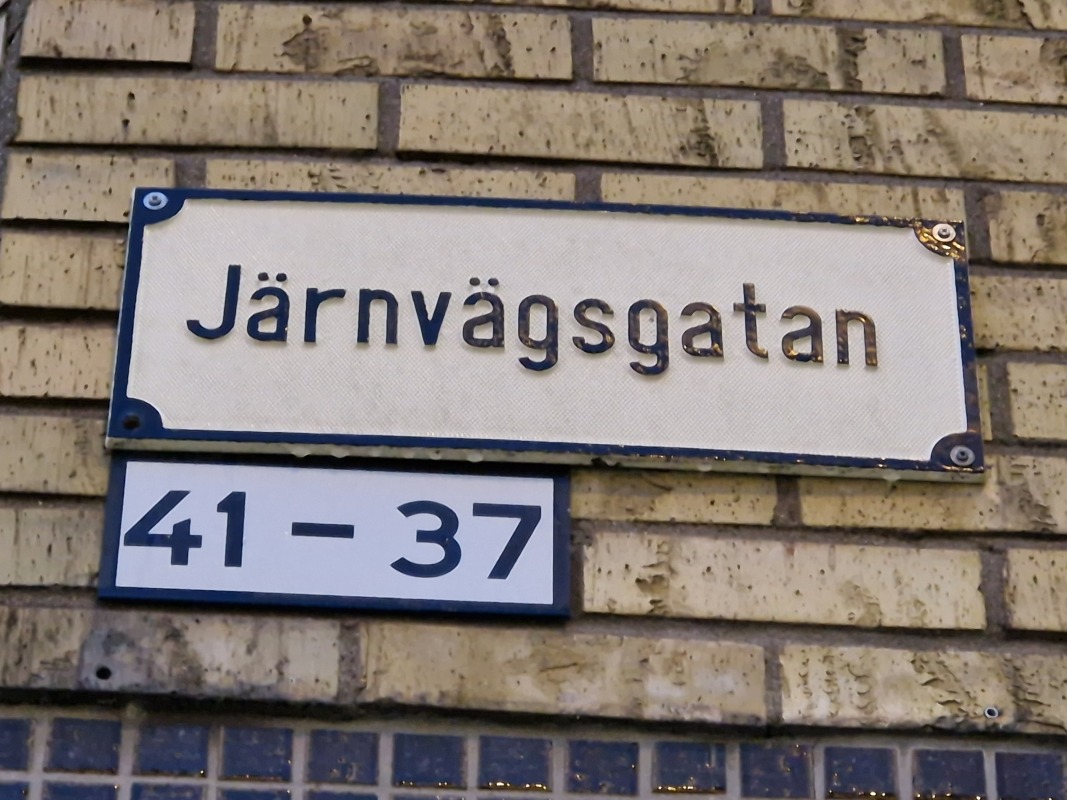 Järnvägsgatan
41 – 37